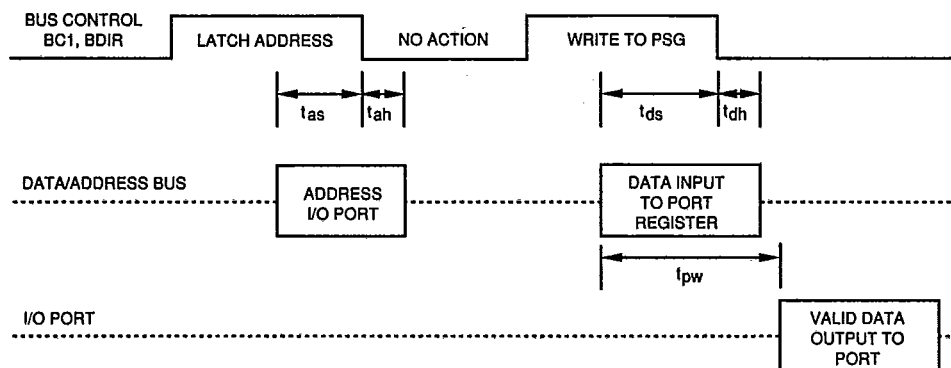 BUS CONTROL
BC1, BDIR
LATCH ADDRESS
NO ACTION
WRITE TO PSG
tas
tah
tds
tdh
DATA/ADDRESS BUS
ADDRESS
I/O PORT
DATA INPUT
TO PORT
REGISTER
tpw
I/O PORT
VALID DATA
OUTPUT TO
PORT